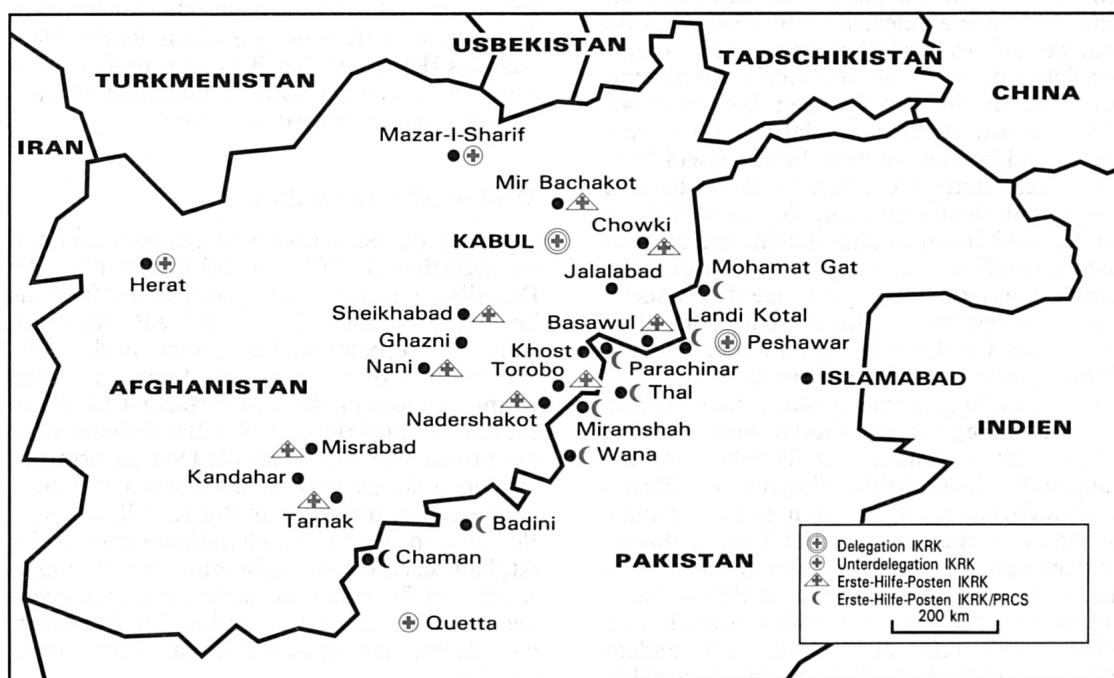 USBEKISTAN
TADSCHIKISTAN
TURKMENISTAN
CHINA
IRAN
Mazar-I-Sharif
Mir Bachakot
Chowki
KABUL
Mohamat Gat
Herat
Jalalabad
Sheikhabad
Landi Kotal
Basawul
Peshawar
Ghazni
Khost
Parachinar
Nani
Torobo
ISLAMABAD
AFGHANISTAN
Thal
Nadershakot
Miramshah
INDIEN
Misrabad
Wana
Kandahar
Tarnak
Badini
Chaman
PAKISTAN
Quetta
Delegation IKRK
Unterdelegation IKRK
Erste-Hilfe-Posten IKRK
Erste-Hilfe-Posten IKRK/PRCS
200 km